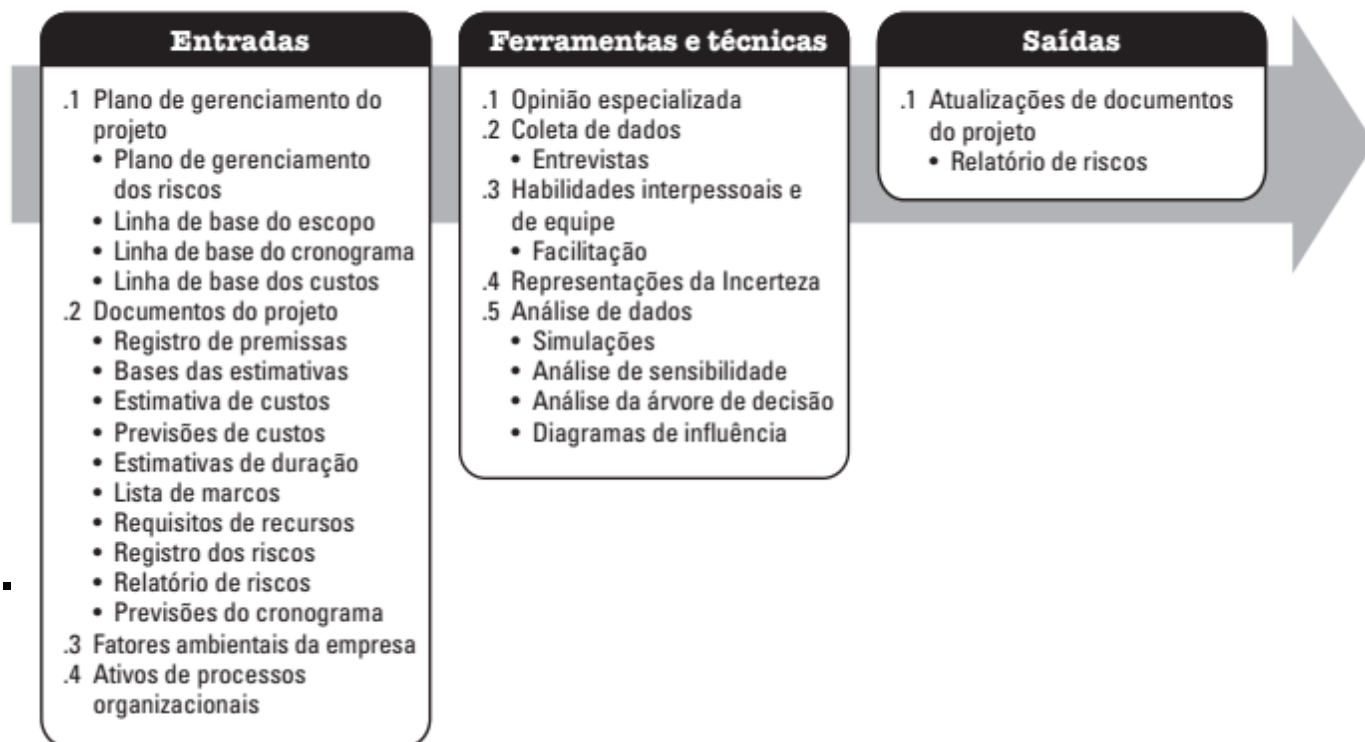 Entradas
.1 Plano de gerenciamento do
projeto
• Plano de gerenciamento
dos riscos
• Linha de base do escopo
• Linha de base do cronograma
• Linha de base dos custos
.2 Documentos do projeto
• Registro de premissas
• Bases das estimativas
• Estimativa de custos
• Previsões de custos
• Estimativas de duração
• Lista de marcos
• Requisitos de recursos
• Registro dos riscos
• Relatório de riscos
• Previsões do cronograma
.3 Fatores ambientais da empresa
.4 Ativos de processos
organizacionais
Ferramentas e técnicas
.1 Opinião especializada
.2 Coleta de dados
• Entrevistas
.3 Habilidades interpessoais e
de equipe
• Facilitação
.4 Representações da Incerteza
.5 Análise de dados
• Simulações
• Análise de sensibilidade
• Análise da árvore de decisão
• Diagramas de influência
Saídas
.1 Atualizações de documentos
do projeto
• Relatório de riscos